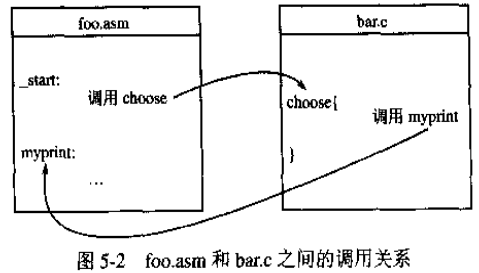 foo.asm
_start:
调用 choose
myprint:
...
bar.c
choose{
调用 myprint
}
图 5-2 foo.asm 和 bar.c 之间的调用关系